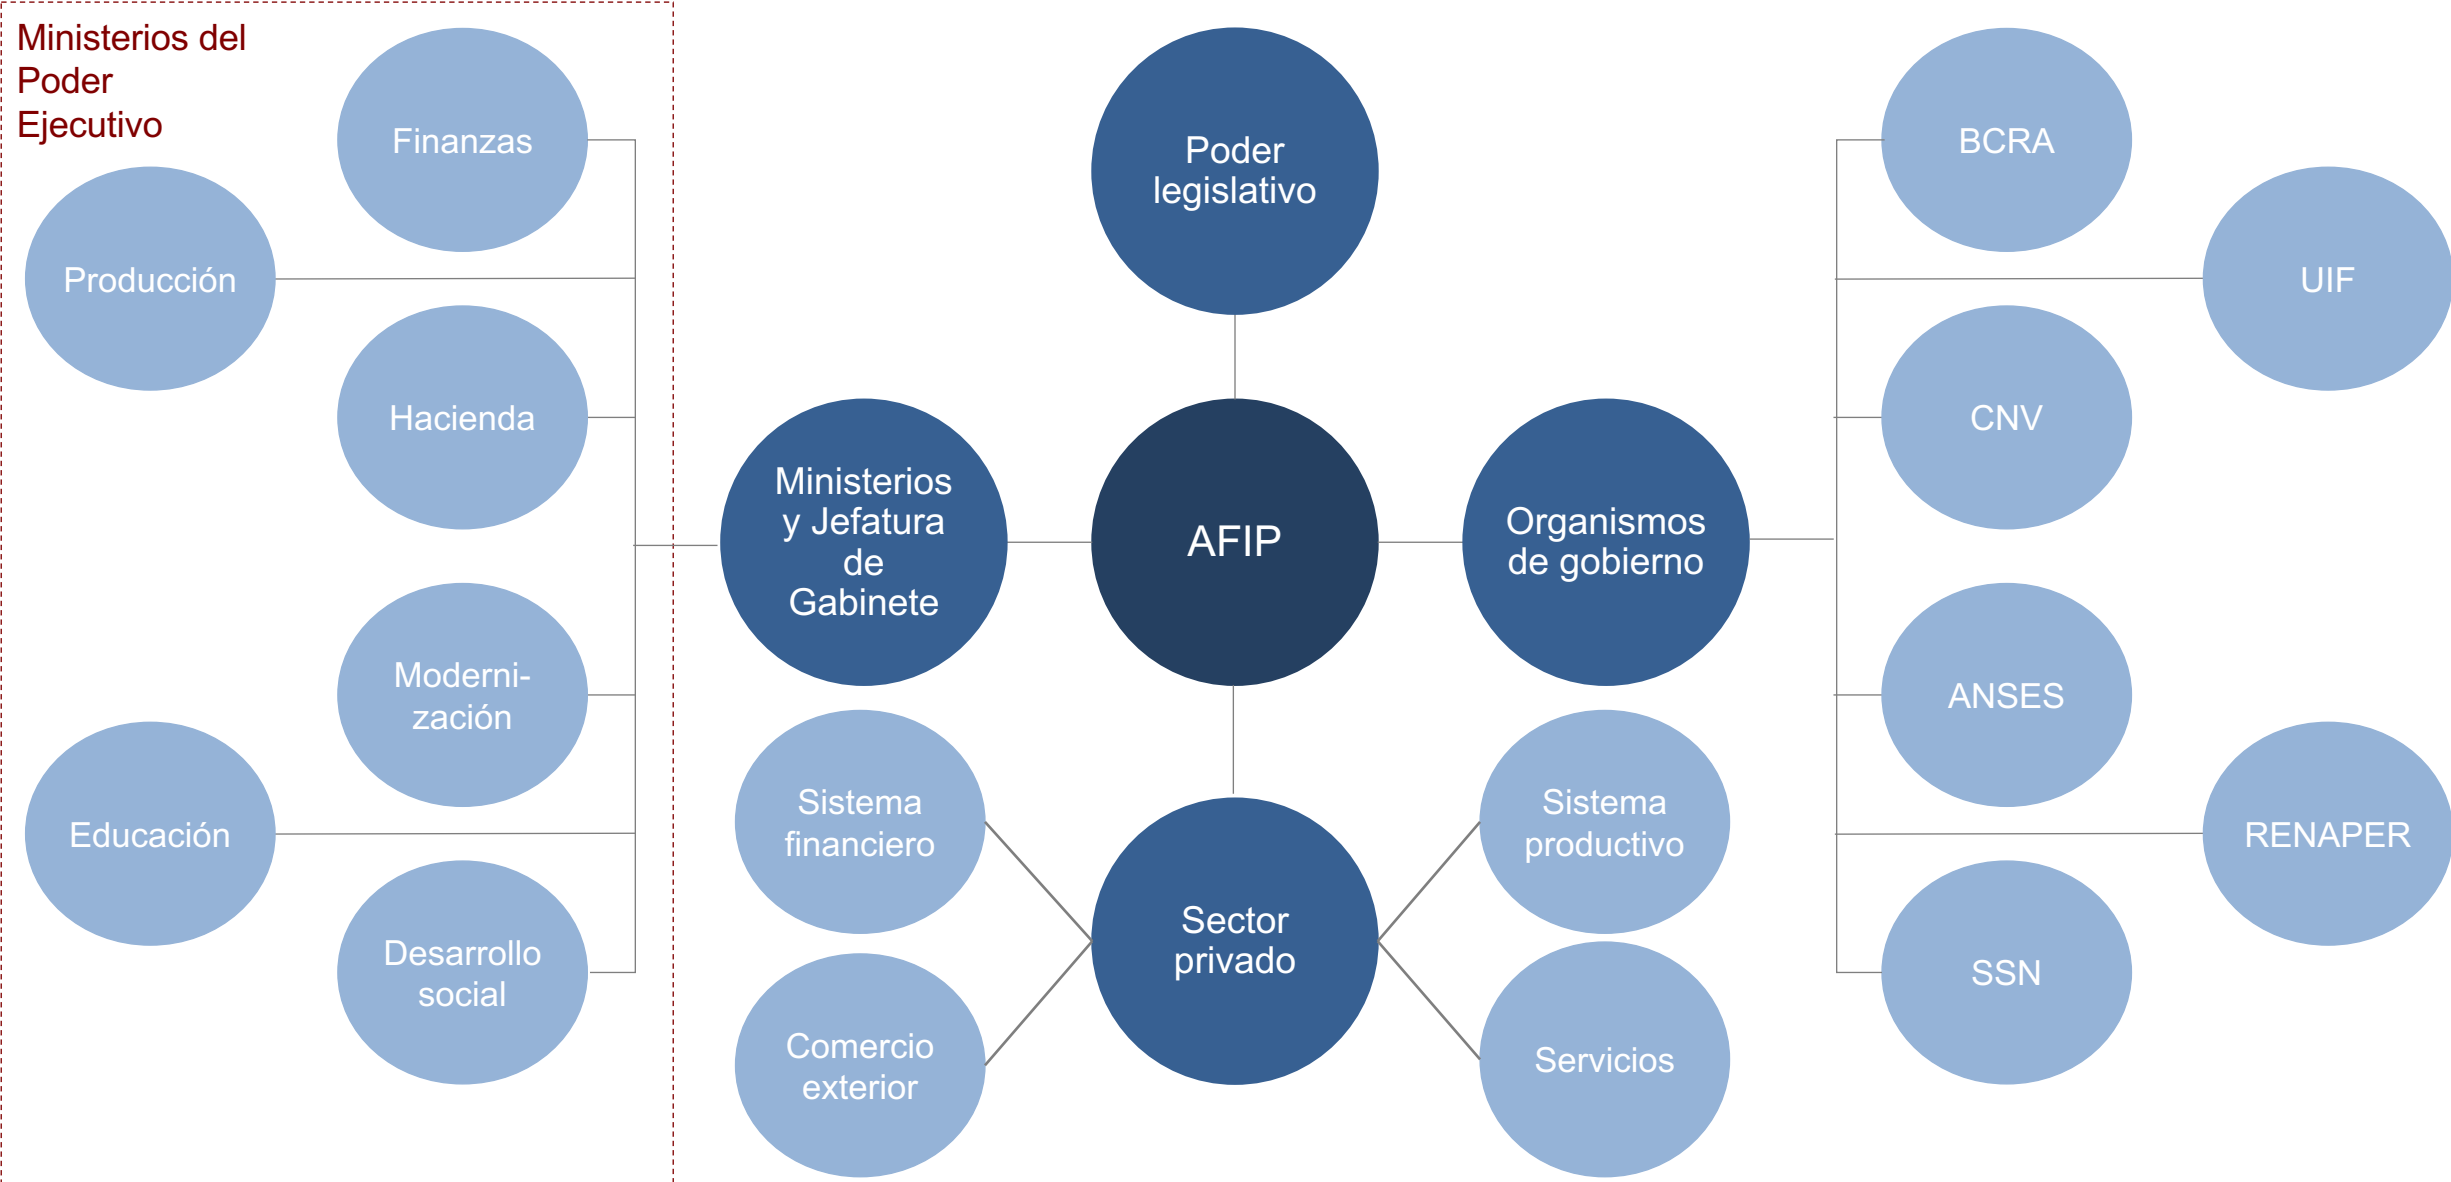 Ministerios del
Poder
Ejecutivo
Finanzas
Producción
Hacienda
Moderni-
zación
Educación
Desarrollo
social
Poder
legislativo
Ministerios
y Jefatura
de
Gabinete
AFIP
Organismos
de gobierno
Sistema
financiero
Sistema
productivo
Sector
privado
Comercio
exterior
Servicios
BCRA
UIF
CNV
ANSES
RENAPER
SSN